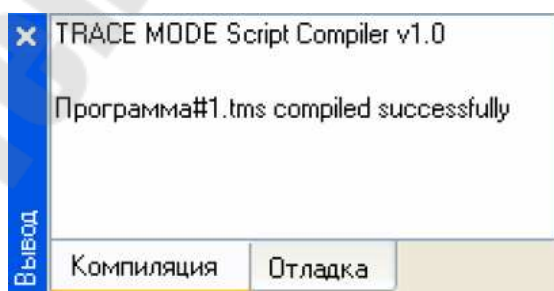 TRACE MODE Script Compiler v1.0
Программа#1.tms compiled successfully
Вывод
Компиляция
Отладка